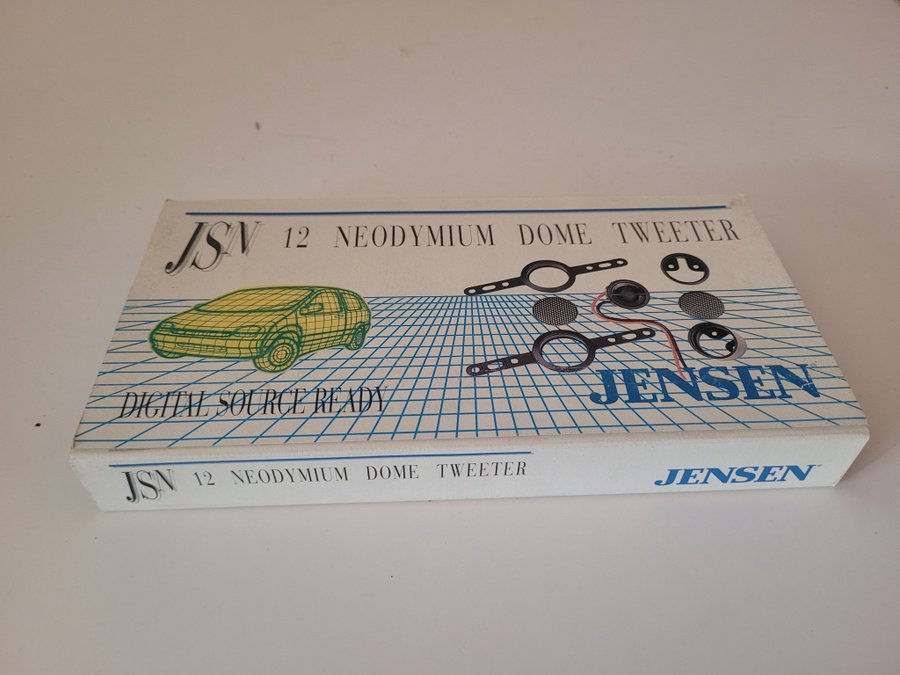 JSN 12 NEODYMIUM DOME TWEETER
JENSEN
DIGITAL SOURCE READY
JSN 12 NEODYMIUM DOME TWEETER
JENSEN